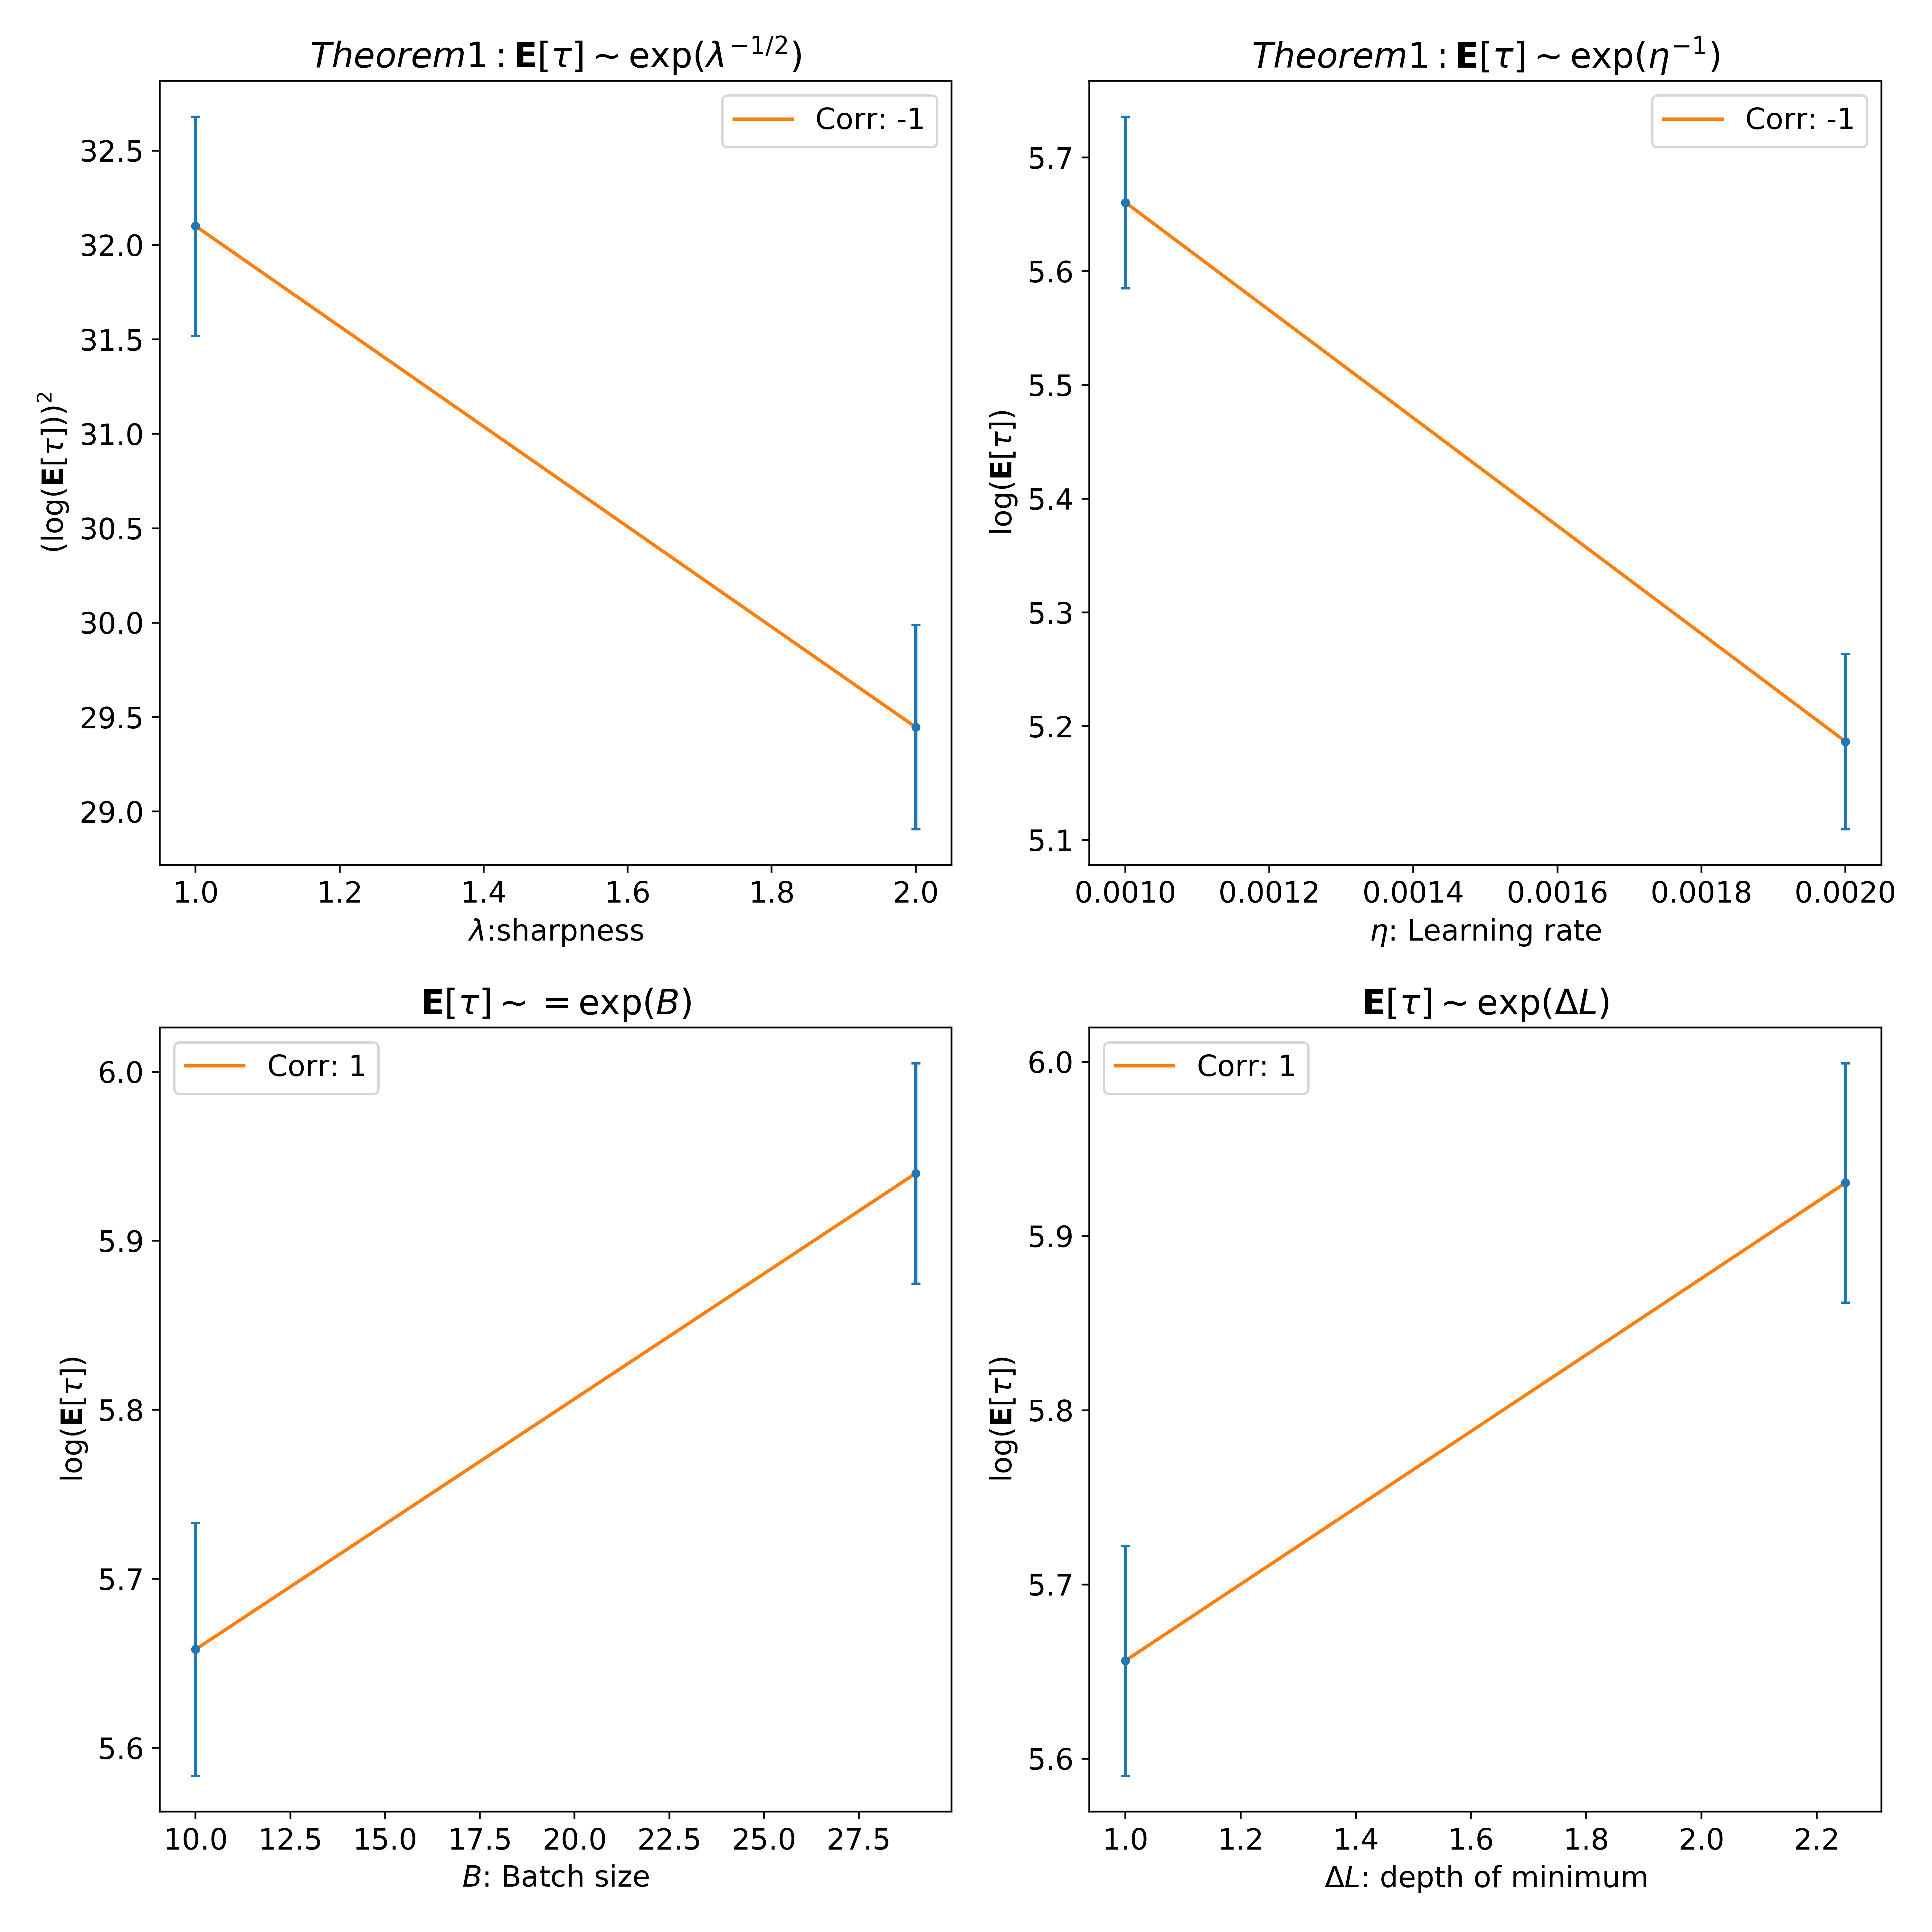 Theorem1 : E[τ] ~ exp(λ^{-1/2})
Corr: -1
(log(E[τ]))^2
32.5
32.0
31.5
31.0
30.5
30.0
29.5
29.0
1.0 1.2 1.4 1.6 1.8 2.0
λ:sharpness
Theorem1 : E[τ] ~ exp(η^{-1})
Corr: -1
log(E[τ])
5.7
5.6
5.5
5.4
5.3
5.2
5.1
0.0010 0.0012 0.0014 0.0016 0.0018 0.0020
η: Learning rate
E[τ] ~ = exp(B)
Corr: 1
log(E[τ])
6.0
5.9
5.8
5.7
5.6
10.0 12.5 15.0 17.5 20.0 22.5 25.0 27.5
B: Batch size
E[τ] ~ exp(ΔL)
Corr: 1
log(E[τ])
6.0
5.9
5.8
5.7
5.6
1.0 1.2 1.4 1.6 1.8 2.0 2.2
ΔL: depth of minimum